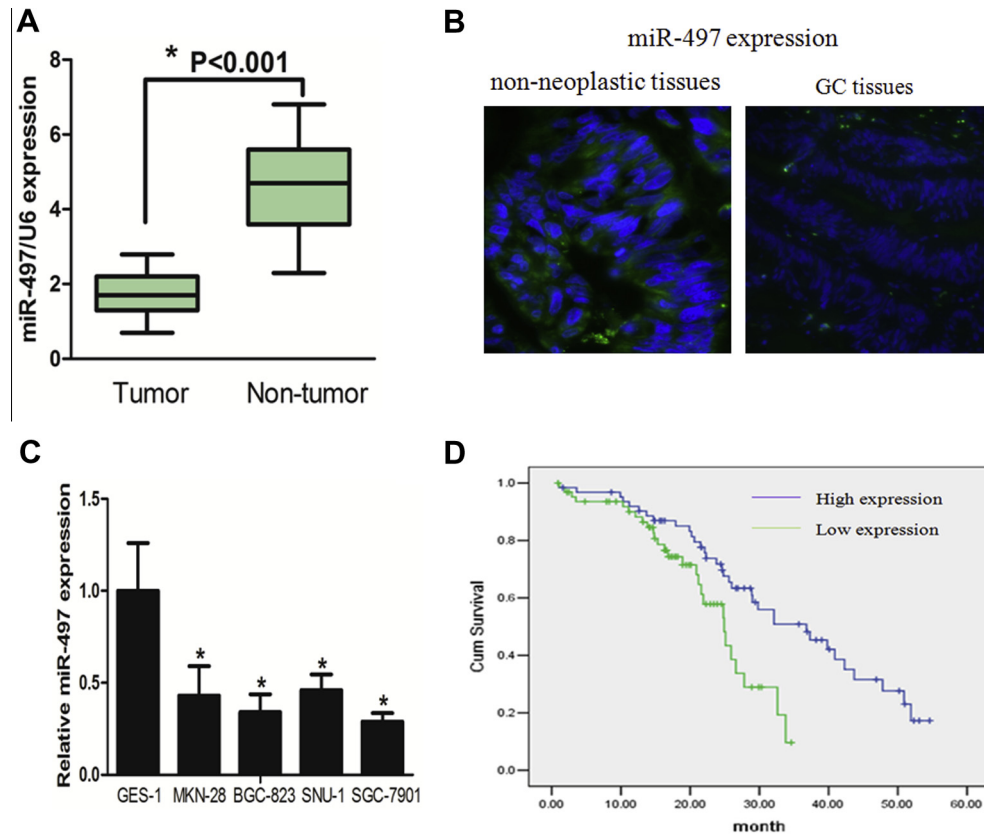 A
* P<0.001
miR-497/U6 expression
8
6
4
2
0
Tumor Non-tumor
B
miR-497 expression
non-neoplastic tissues GC tissues
C
Relative miR-497 expression
1.5
1.0
0.5
0.0
* * * *
GES-1 MKN-28 BGC-823 SNU-1 SGC-7901
D
High expression
Low expression
Cum Survival
1.0
0.8
0.6
0.4
0.2
0.0
0.00 10.00 20.00 30.00 40.00 50.00 60.00
month